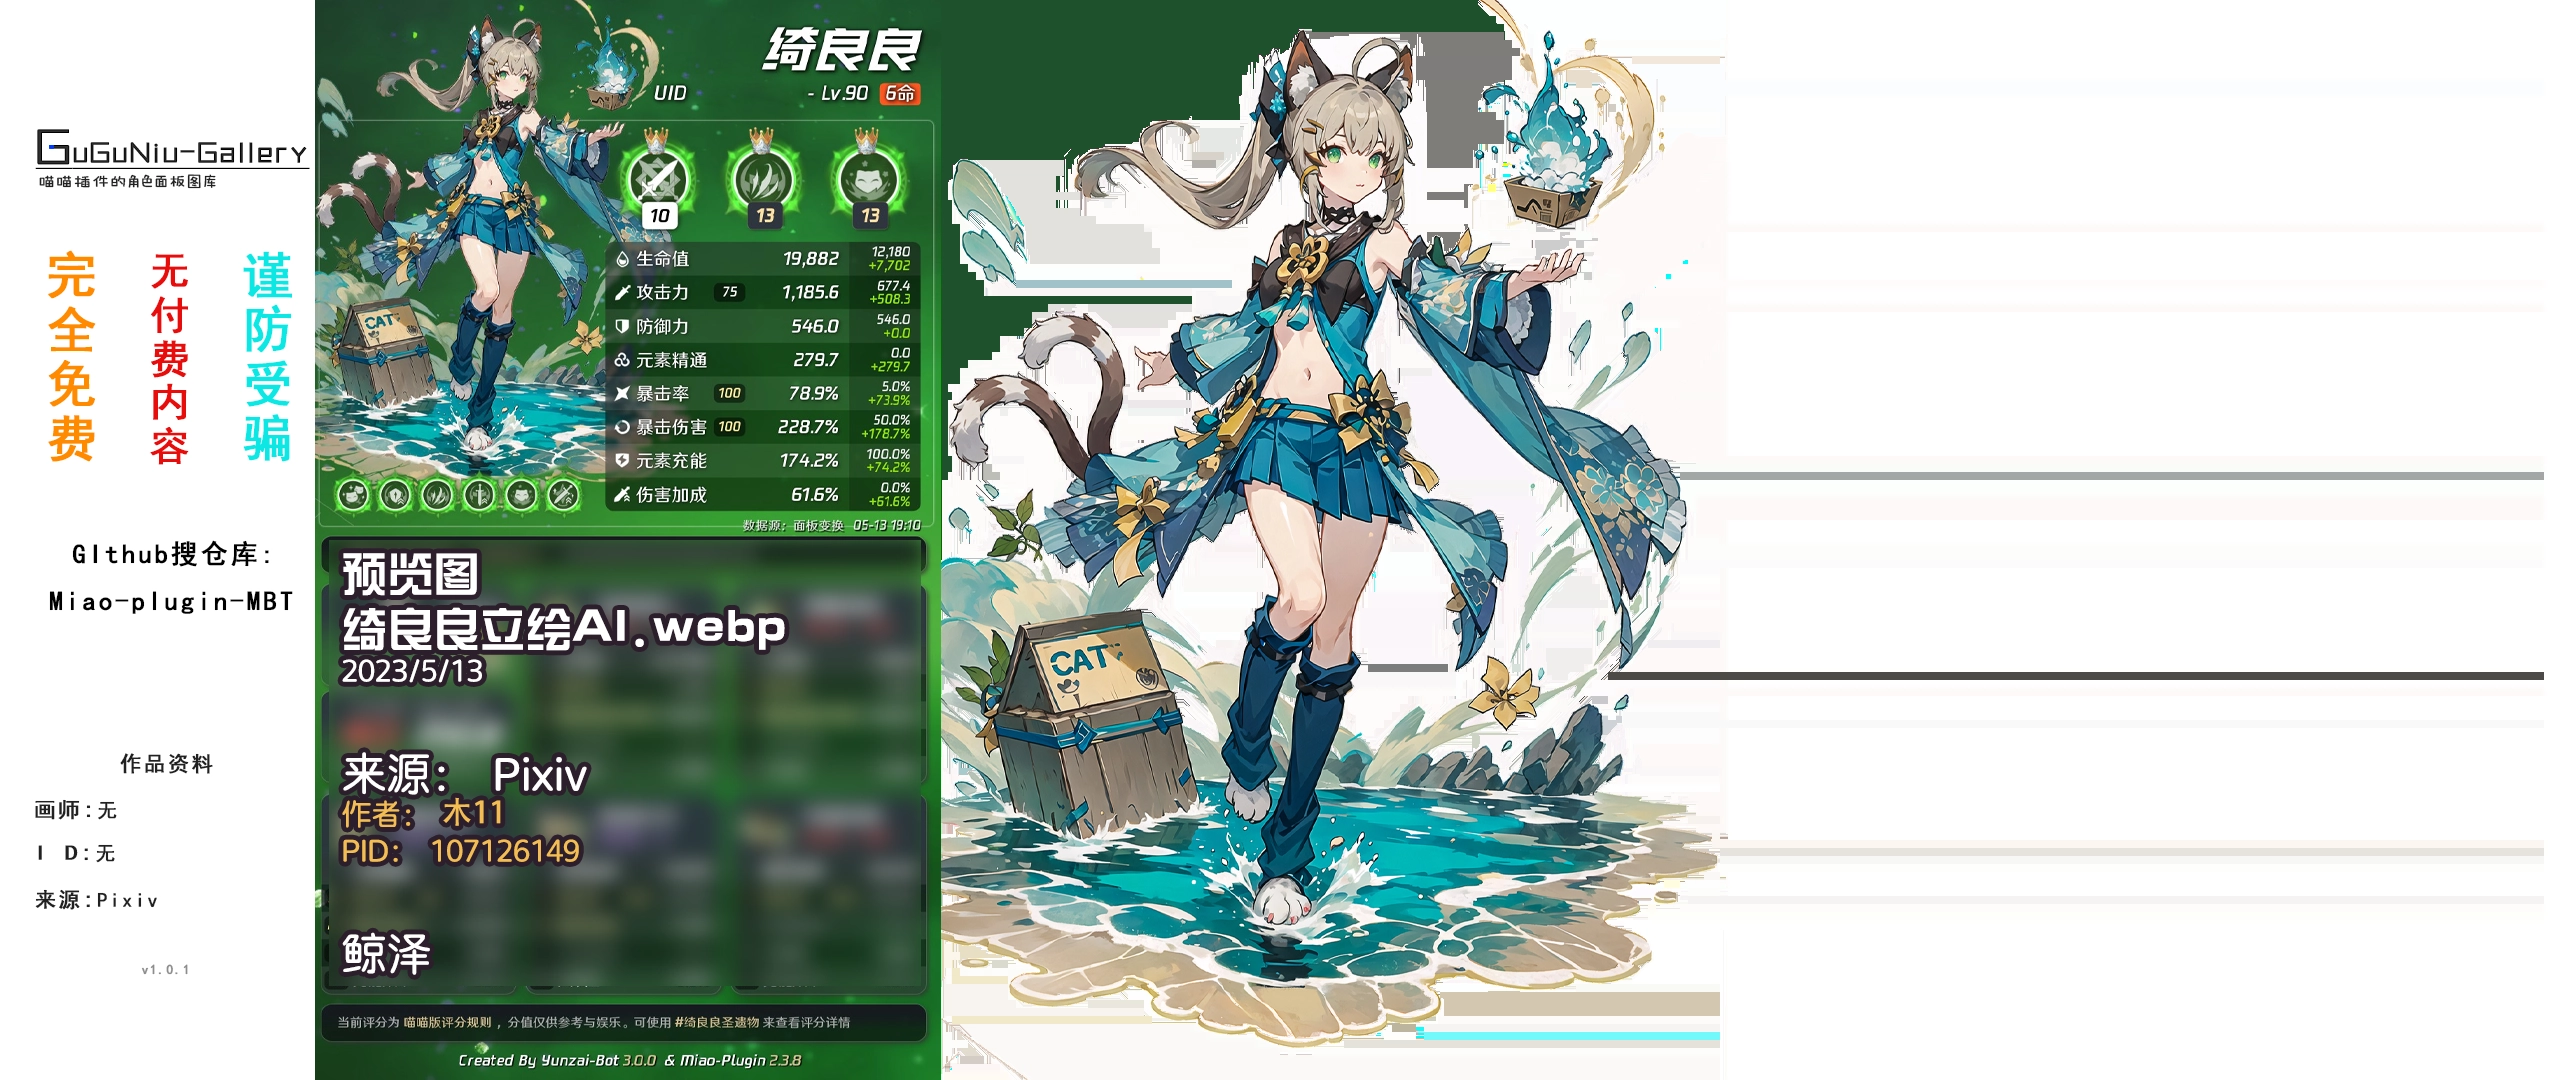 GuGuNiu-Gallery
喵喵插件的角色面板图库
完全免费
无付费内容
谨防受骗
GIthub搜仓库:
Miao-plugin-MBT
作品资料
画师:无
I D:无
来源:Pixiv
v1.0.1
绮良良
UID
- Lv.90 6命
10 13 13
生命值 19,882 12,180 +7,702
攻击力 75 1,185.6 677.4 +508.3
防御力 546.0 546.0 +0.0
元素精通 279.7 0.0 +279.7
暴击率 100 78.9% 5.0% +73.9%
暴击伤害 100 228.7% 50.0% +178.7%
元素充能 174.2% 100.0% +74.2%
伤害加成 61.6% 0.0% +61.6%
数据源：面板变换 05-13 19:10
预览图
绮良良立绘AI.webp
2023/5/13
来源： Pixiv
作者： 木11
PID： 107126149
鲸泽
当前评分为 喵喵版评分规则 ，分值仅供参考与娱乐。可使用 #绮良良圣遗物 来查看评分详情
Created By Yunzai-Bot 3.0.0 & Miao-Plugin 2.3.8
CAT
CAT